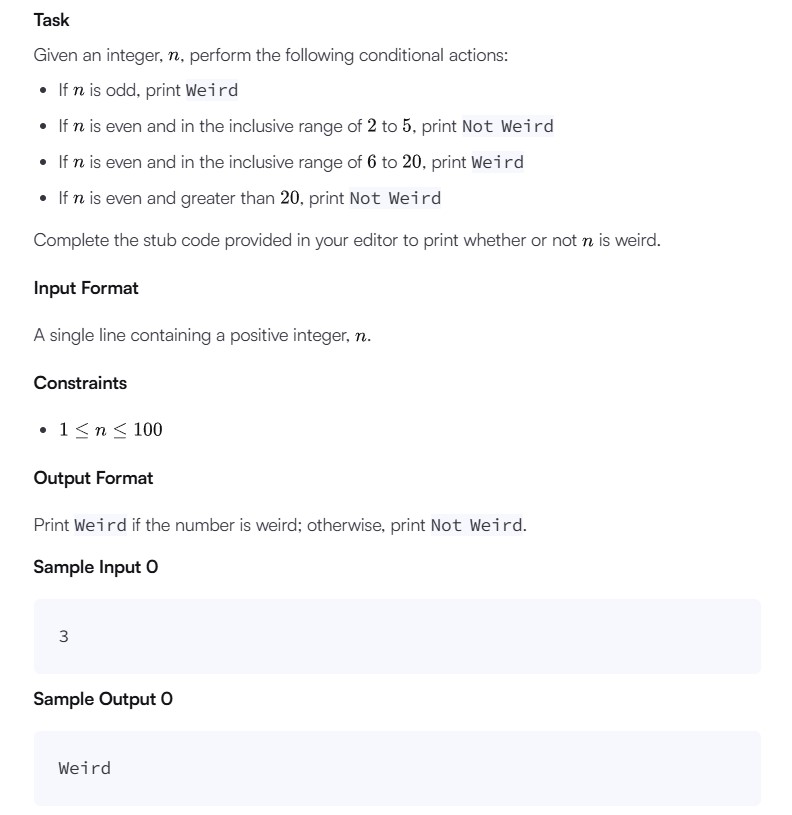 Task
Given an integer, n, perform the following conditional actions:
• If n is odd, print Weird
• If n is even and in the inclusive range of 2 to 5, print Not Weird
• If n is even and in the inclusive range of 6 to 20, print Weird
• If n is even and greater than 20, print Not Weird
Complete the stub code provided in your editor to print whether or not n is weird.
Input Format
A single line containing a positive integer, n.
Constraints
• 1 ≤ n ≤ 100
Output Format
Print Weird if the number is weird; otherwise, print Not Weird.
Sample Input 0
3
Sample Output 0
Weird